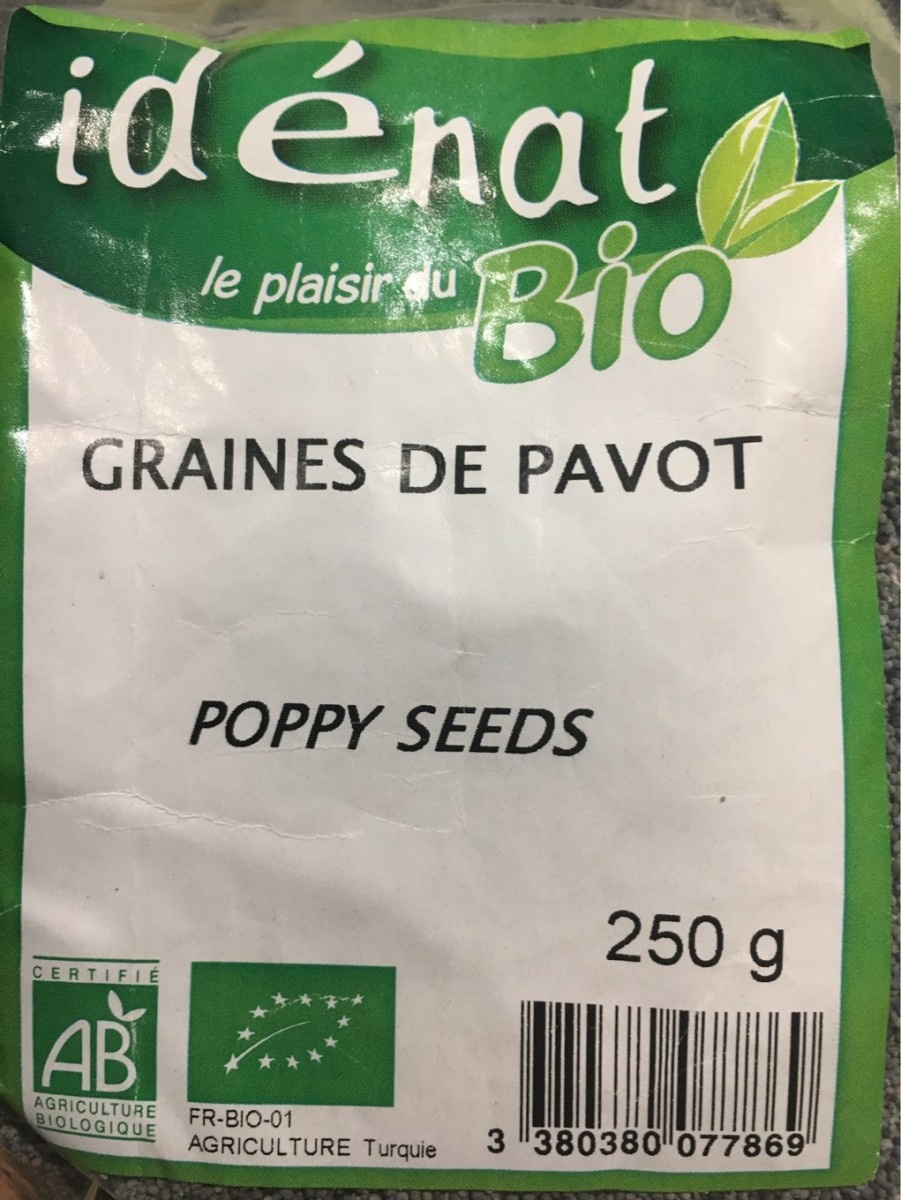 idénat
le plaisir du Bio
GRAINES DE PAVOT
POPPY SEEDS
250 g
CERTIFIÉ
AB
AGRICULTURE
BIOLOGIQUE
FR-BIO-01
AGRICULTURE Turquie
3 380380 077869